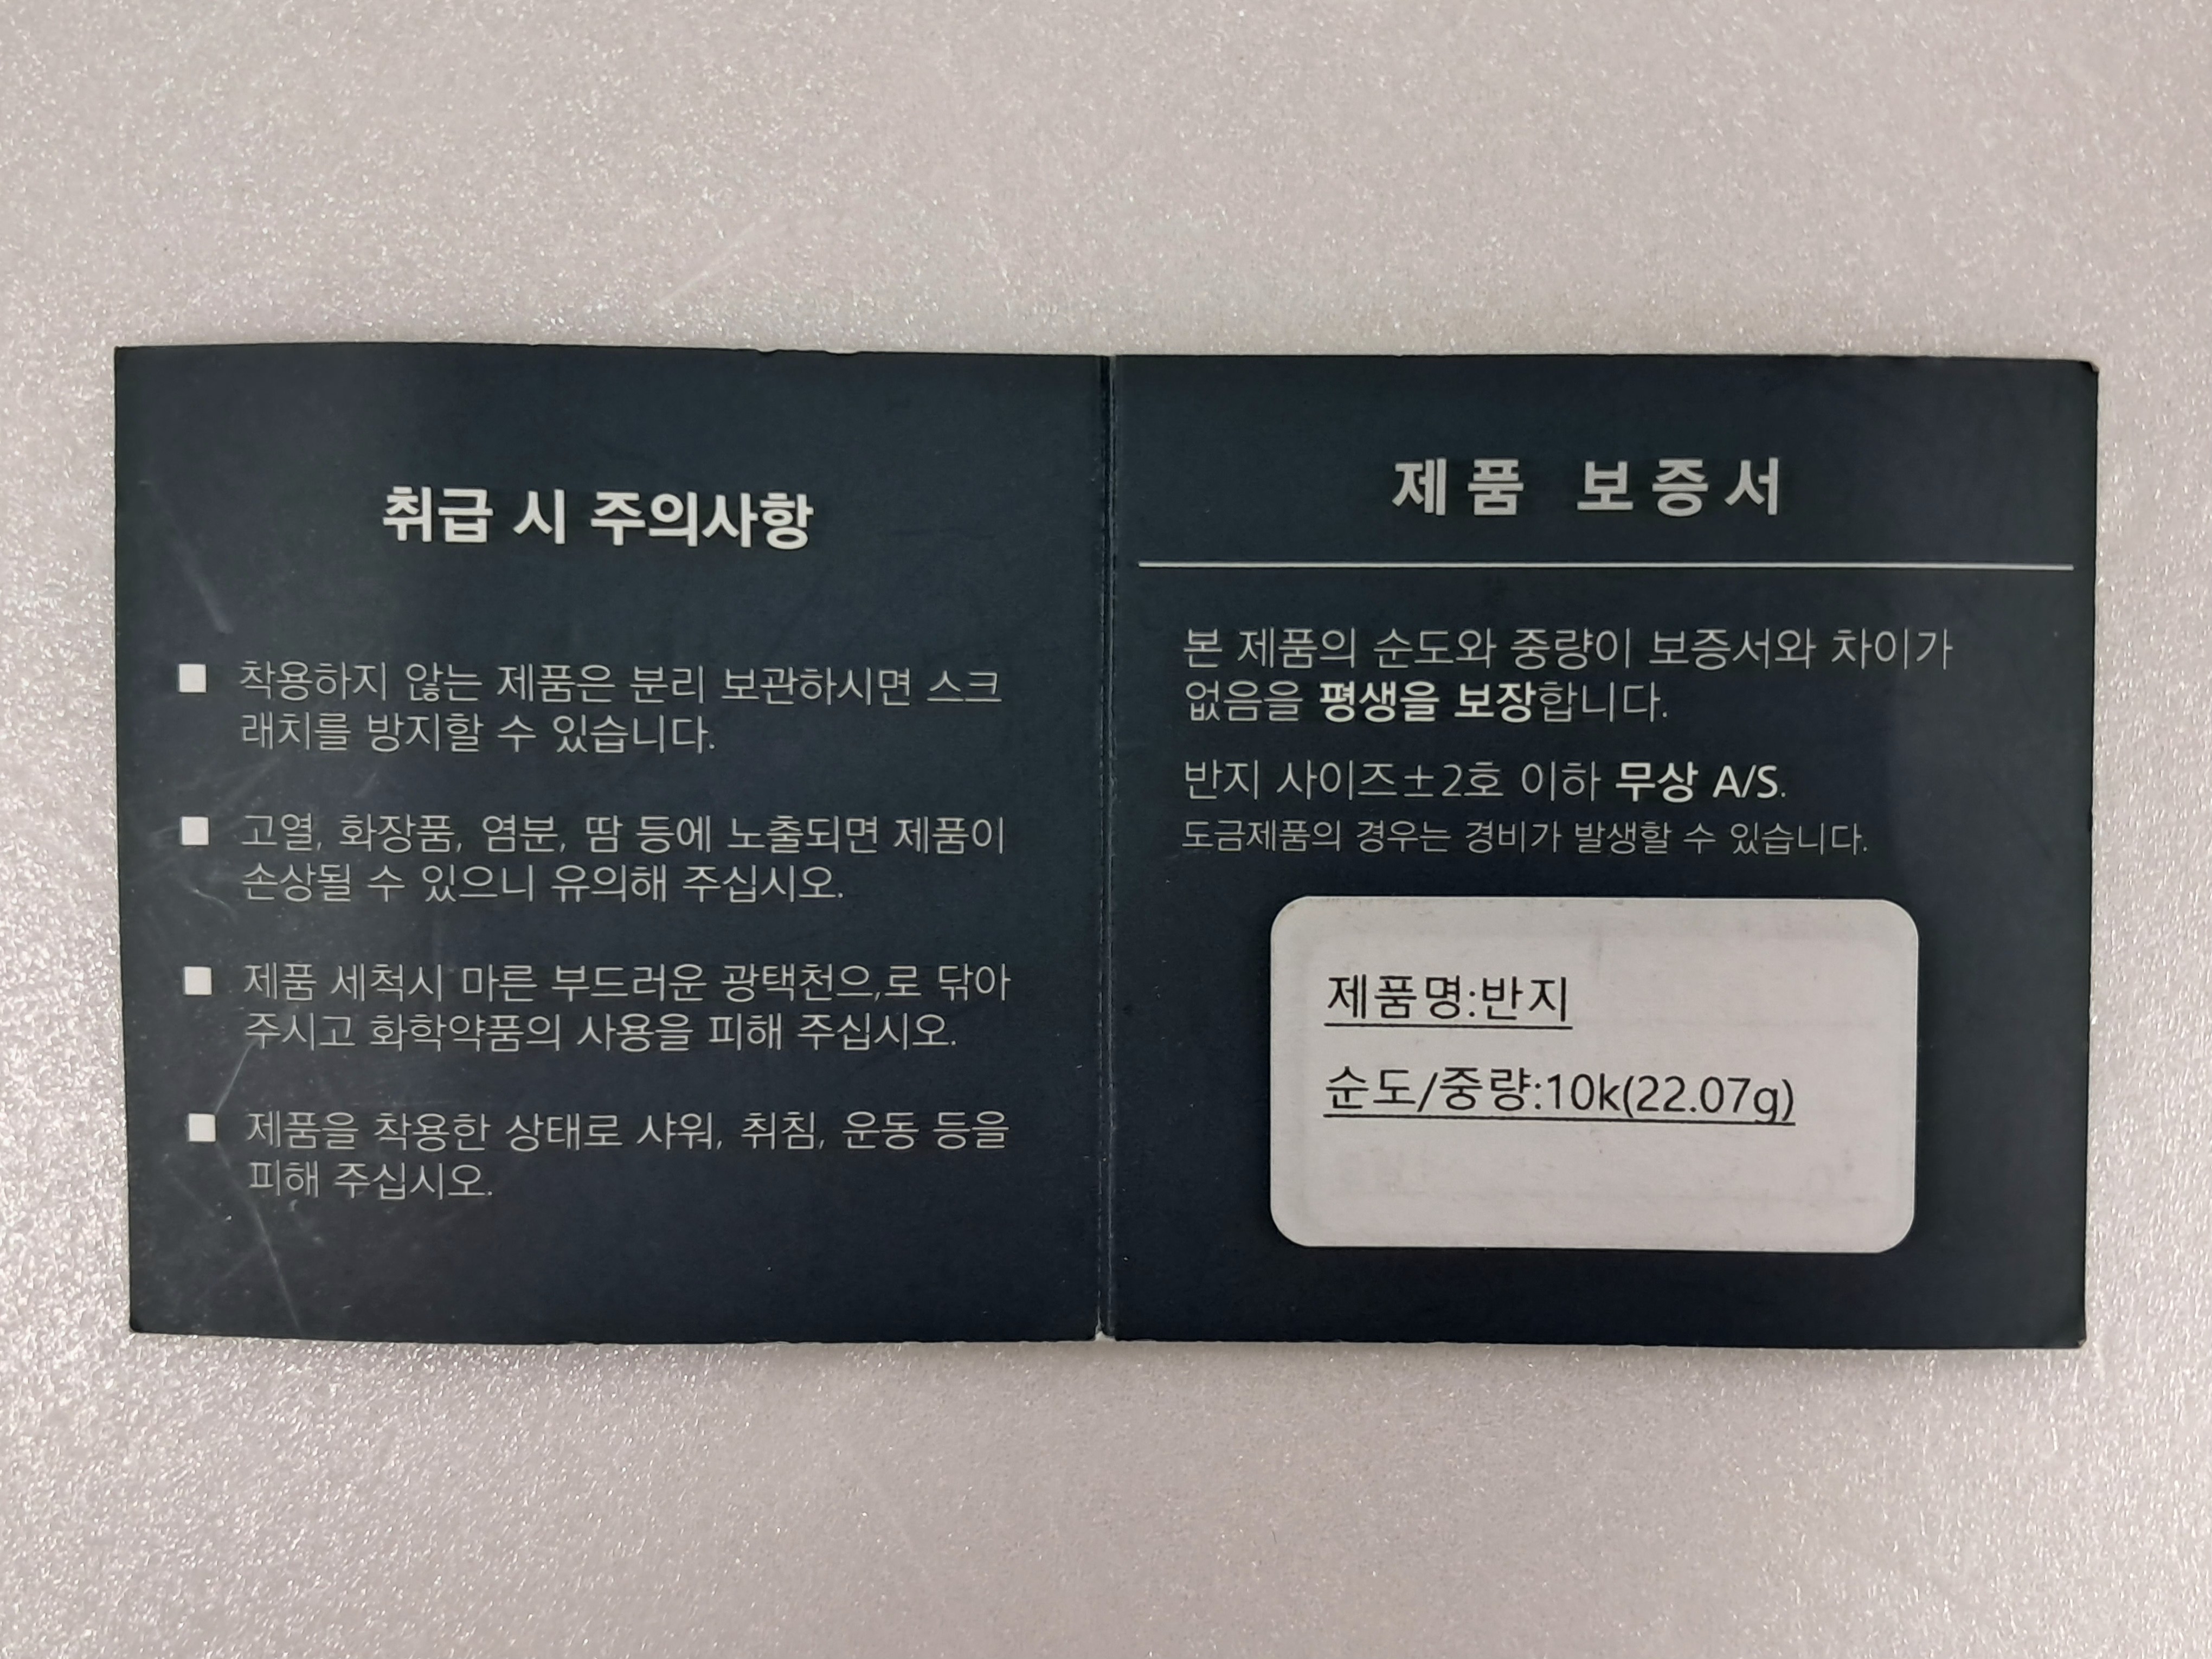 취급 시 주의사항
■ 착용하지 않는 제품은 분리 보관하시면 스크
래치를 방지할 수 있습니다.
■ 고열, 화장품, 염분, 땀 등에 노출되면 제품이
손상될 수 있으니 유의해 주십시오.
■ 제품 세척시 마른 부드러운 광택천으,로 닦아
주시고 화학약품의 사용을 피해 주십시오.
■ 제품을 착용한 상태로 샤워, 취침, 운동 등을
피해 주십시오.
제품 보증서
본 제품의 순도와 중량이 보증서와 차이가
없음을 평생을 보장합니다.
반지 사이즈±2호 이하 무상 A/S.
도금제품의 경우는 경비가 발생할 수 있습니다.
제품명:반지
순도/중량:10k(22.07g)